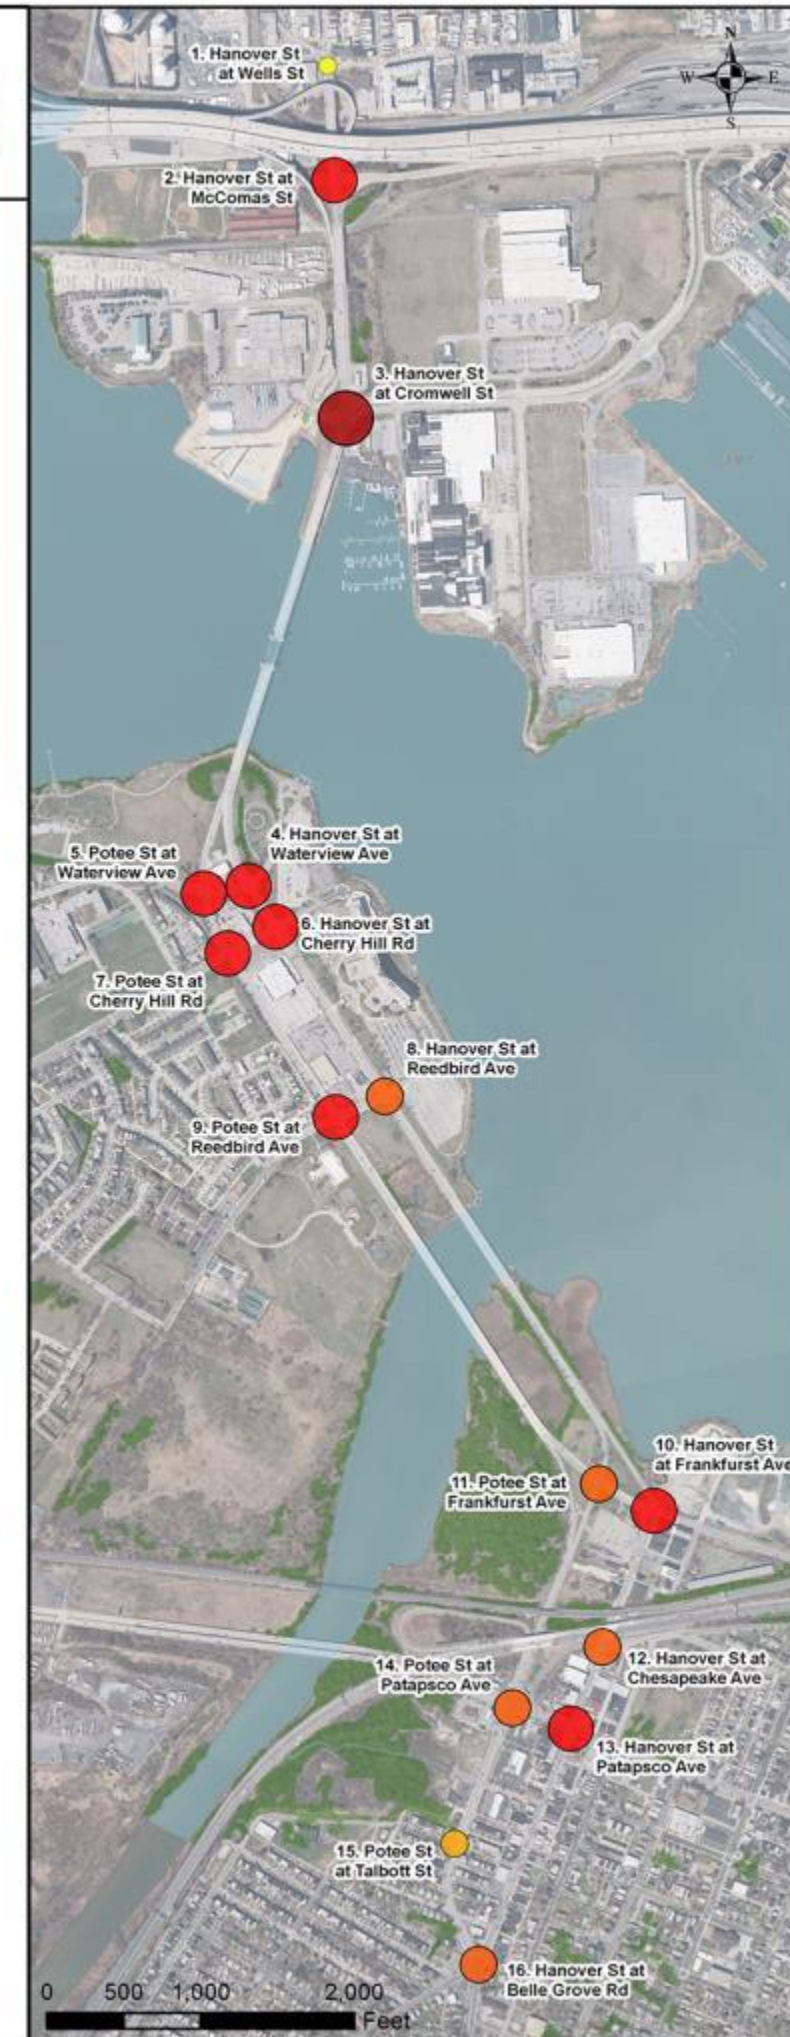 N
W E
S
1. Hanover St
at Wells St
2. Hanover St at
McComas St
3. Hanover St
at Cromwell St
4. Hanover St at
Waterview Ave
5. Potee St at
Waterview Ave
6. Hanover St at
Cherry Hill Rd
7. Potee St at
Cherry Hill Rd
8. Hanover St at
Reedbird Ave
9. Potee St at
Reedbird Ave
10. Hanover St
at Frankfurst Ave
11. Potee St at
Frankfurst Ave
12. Hanover St at
Chesapeake Ave
14. Potee St at
Patapsco Ave
13. Hanover St at
Patapsco Ave
15. Potee St
at Talbott St
16. Hanover St at
Belle Grove Rd
0 500 1,000 2,000
Feet